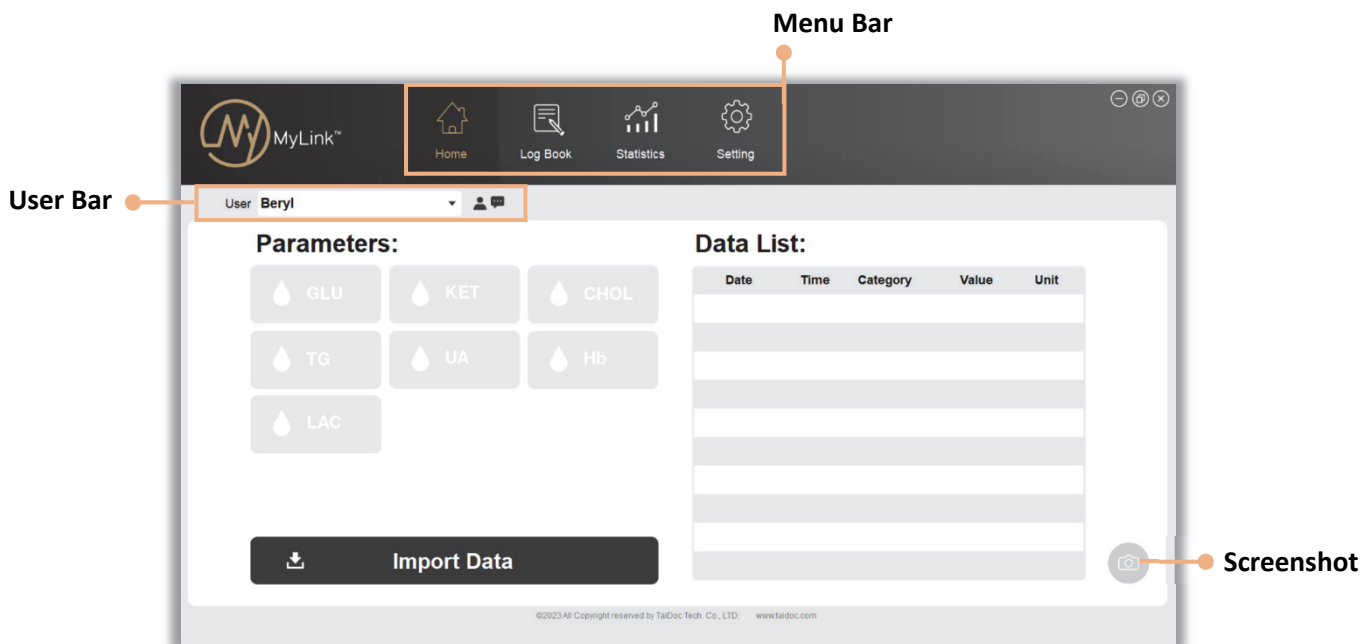 Menu Bar
MyLink™
Home
Log Book
Statistics
Setting
User Bar
User Beryl
Parameters:
GLU
KET
CHOL
TG
UA
Hb
LAC
Import Data
Data List:
Date Time Category Value Unit
Screenshot
©2023 All Copyright reserved by TaiDoc Tech. Co., LTD. www.taidoc.com